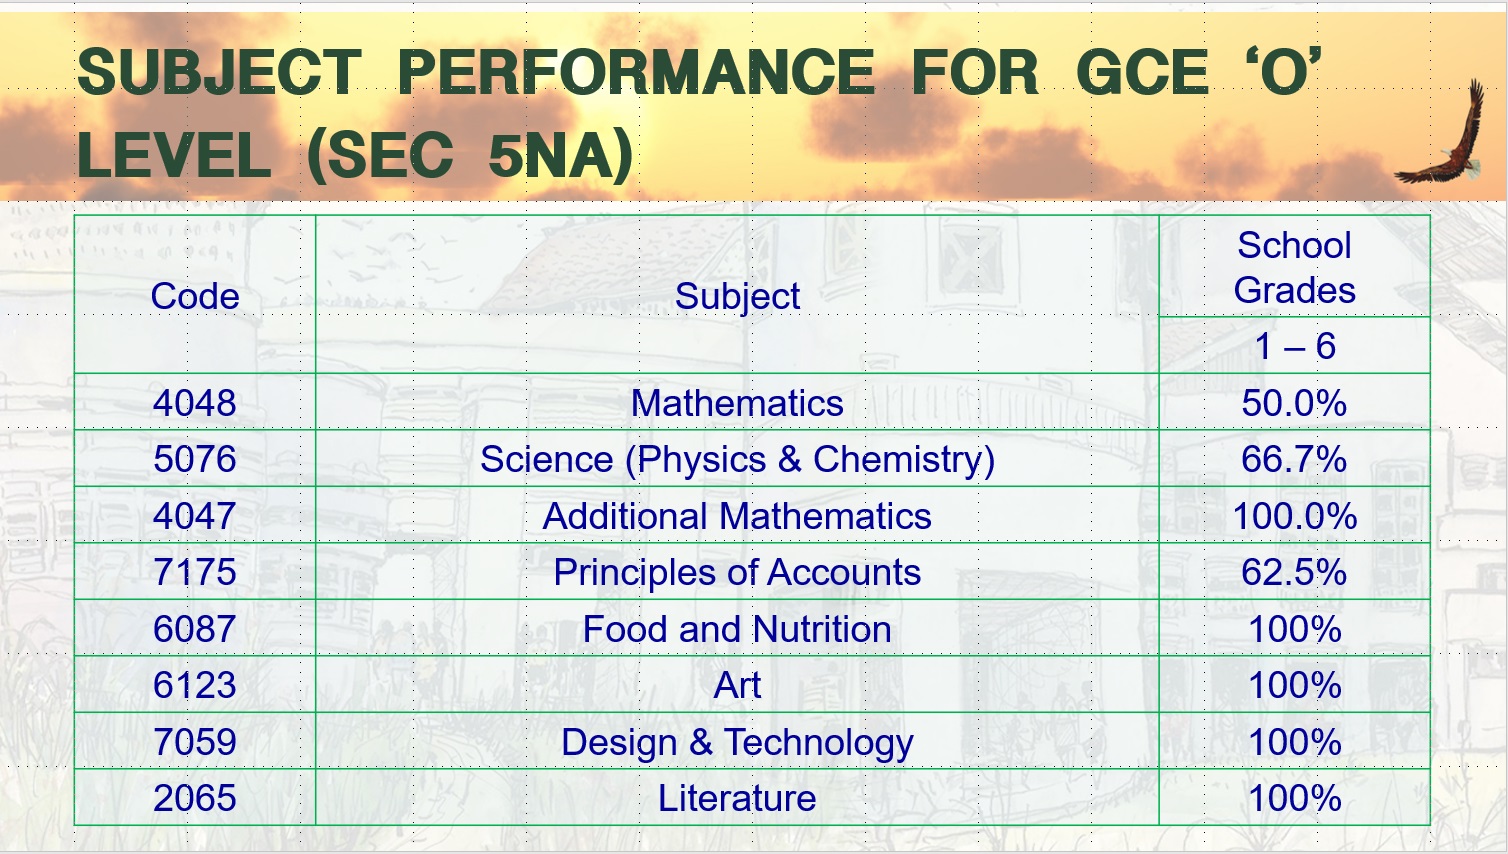 SUBJECT PERFORMANCE FOR GCE ‘O’
LEVEL (SEC 5NA)
Code Subject School
Grades
1 – 6
4048 Mathematics 50.0%
5076 Science (Physics & Chemistry) 66.7%
4047 Additional Mathematics 100.0%
7175 Principles of Accounts 62.5%
6087 Food and Nutrition 100%
6123 Art 100%
7059 Design & Technology 100%
2065 Literature 100%